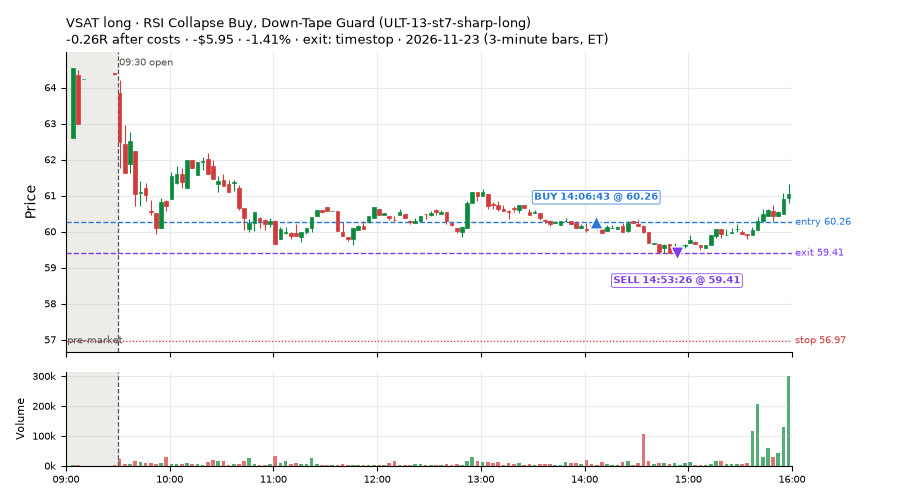 VSAT long · RSI Collapse Buy, Down-Tape Guard (ULT-13-st7-sharp-long)
-0.26R after costs · -$5.95 · -1.41% · exit: timestop · 2026-11-23 (3-minute bars, ET)
09:30 open
64
63
62
61
60
59
58
57
Price
BUY 14:06:43 @ 60.26
entry 60.26
exit 59.41
SELL 14:53:26 @ 59.41
pre-market
stop 56.97
300k
200k
100k
0k
Volume
09:00
10:00
11:00
12:00
13:00
14:00
15:00
16:00